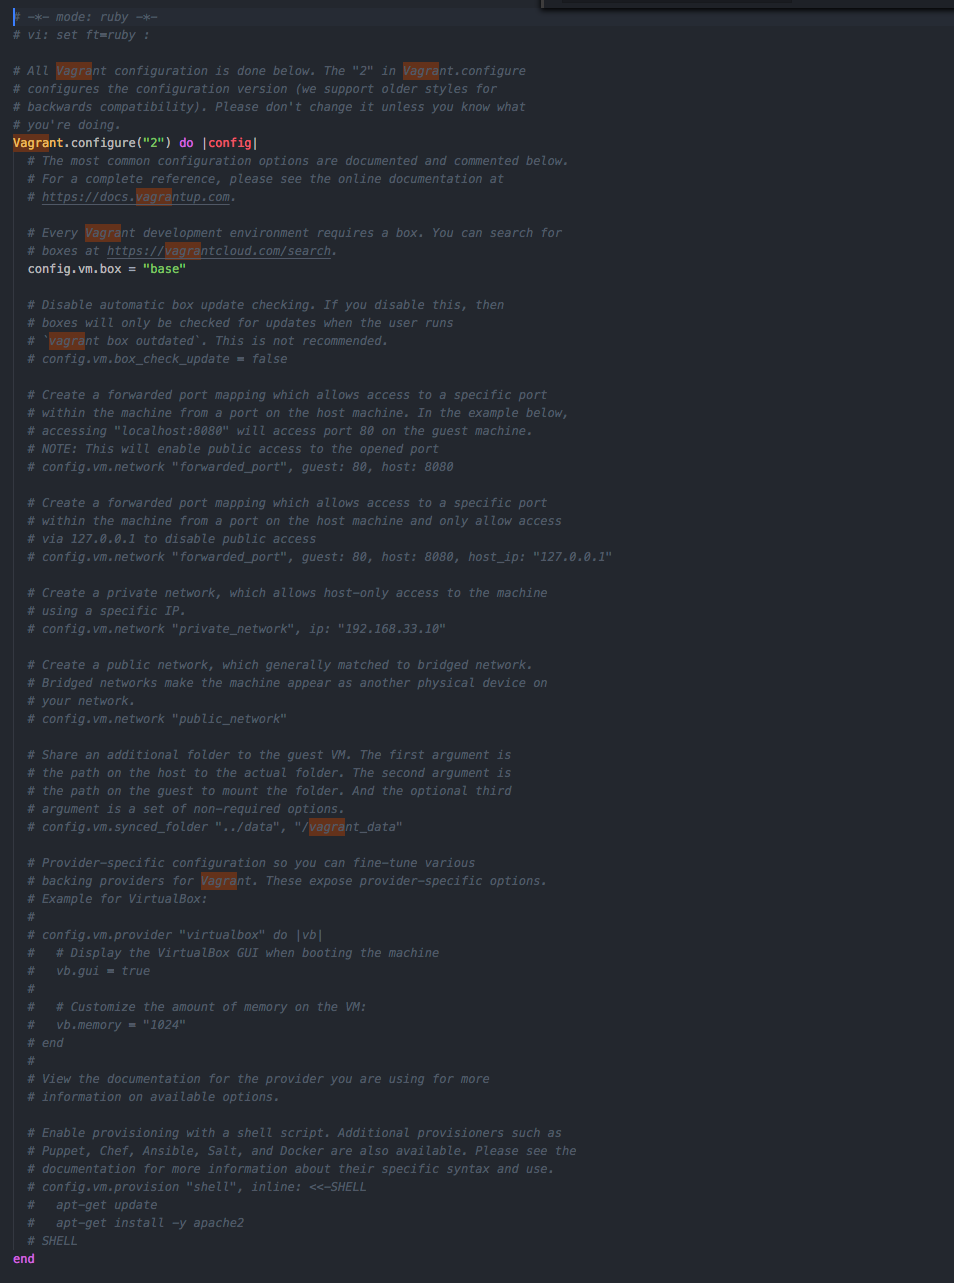 # -*- mode: ruby -*-
# vi: set ft=ruby :
# All Vagrant configuration is done below. The "2" in Vagrant.configure
# configures the configuration version (we support older styles for
# backwards compatibility). Please don't change it unless you know what
# you're doing.
Vagrant.configure("2") do |config|
# The most common configuration options are documented and commented below.
# For a complete reference, please see the online documentation at
# https://docs.vagrantup.com.
# Every Vagrant development environment requires a box. You can search for
# boxes at https://vagrantcloud.com/search.
config.vm.box = "base"
# Disable automatic box update checking. If you disable this, then
# boxes will only be checked for updates when the user runs
# `vagrant box outdated`. This is not recommended.
# config.vm.box_check_update = false
# Create a forwarded port mapping which allows access to a specific port
# within the machine from a port on the host machine. In the example below,
# accessing "localhost:8080" will access port 80 on the guest machine.
# NOTE: This will enable public access to the opened port
# config.vm.network "forwarded_port", guest: 80, host: 8080
# Create a forwarded port mapping which allows access to a specific port
# within the machine from a port on the host machine and only allow access
# via 127.0.0.1 to disable public access
# config.vm.network "forwarded_port", guest: 80, host: 8080, host_ip: "127.0.0.1"
# Create a private network, which allows host-only access to the machine
# using a specific IP.
# config.vm.network "private_network", ip: "192.168.33.10"
# Create a public network, which generally matched to bridged network.
# Bridged networks make the machine appear as another physical device on
# your network.
# config.vm.network "public_network"
# Share an additional folder to the guest VM. The first argument is
# the path on the host to the actual folder. The second argument is
# the path on the guest to mount the folder. And the optional third
# argument is a set of non-required options.
# config.vm.synced_folder "../data", "/vagrant_data"
# Provider-specific configuration so you can fine-tune various
# backing providers for Vagrant. These expose provider-specific options.
# Example for VirtualBox:
#
# config.vm.provider "virtualbox" do |vb|
#   # Display the VirtualBox GUI when booting the machine
#   vb.gui = true
#
#   # Customize the amount of memory on the VM:
#   vb.memory = "1024"
# end
#
# View the documentation for the provider you are using for more
# information on available options.
# Enable provisioning with a shell script. Additional provisioners such as
# Puppet, Chef, Ansible, Salt, and Docker are also available. Please see the
# documentation for more information about their specific syntax and use.
# config.vm.provision "shell", inline: <<-SHELL
#   apt-get update
#   apt-get install -y apache2
# SHELL
end